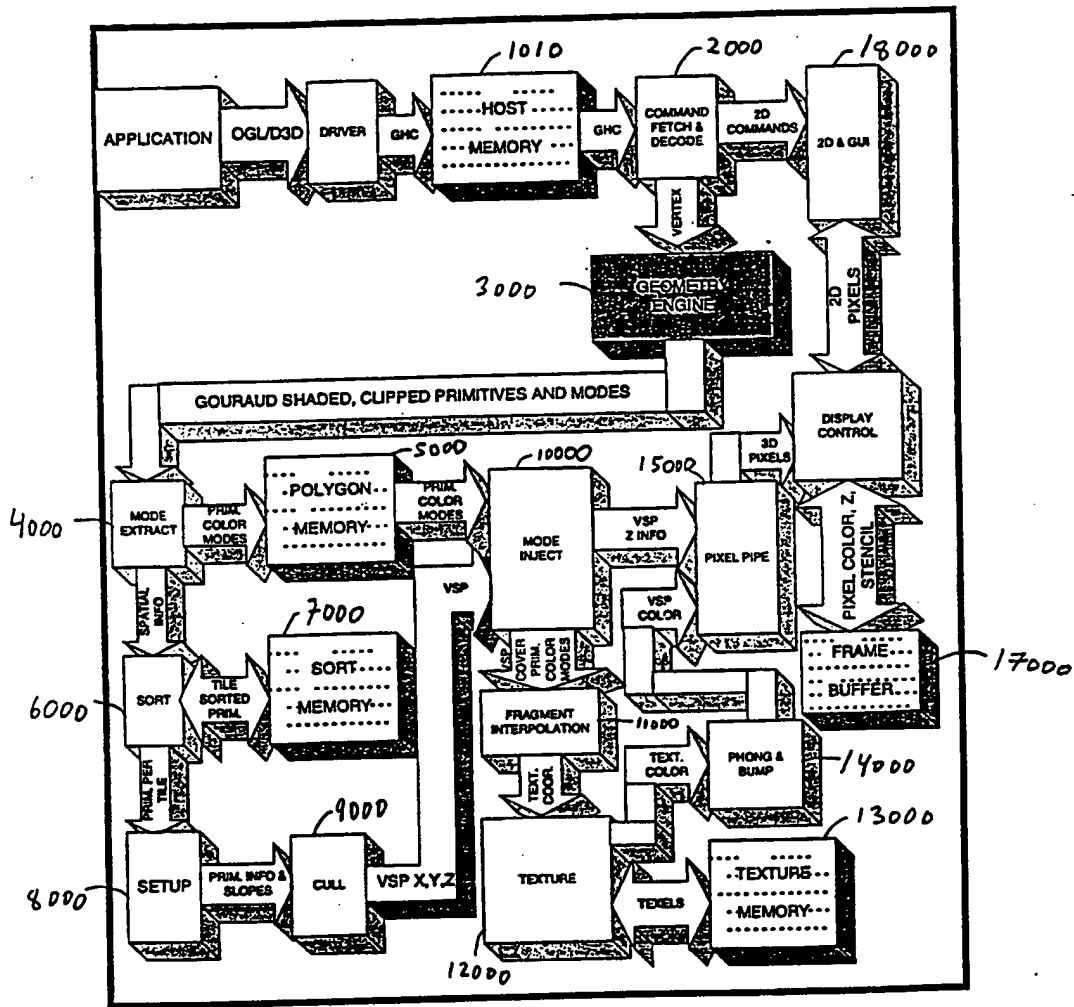 1010
2000
18000
APPLICATION
OGL/D3D
DRIVER
GHC
HOST
MEMORY
GHC
COMMAND
FETCH &
DECODE
2D
COMMANDS
2D & GUI
VERTEX
3000
GEOMETRY
ENGINE
2D
PIXELS
GOURAUD SHADED, CLIPPED PRIMITIVES AND MODES
DISPLAY
CONTROL
3D
PIXELS
5000
10000
15000
4000
MODE
EXTRACT
PRIM.
COLOR
MODES
POLYGON
MEMORY
PRIM.
COLOR
MODES
MODE
INJECT
VSP
Z INFO
PIXEL PIPE
PIXEL COLOR, Z,
STENCIL
VSP
VSP
COLOR
SPATIAL
INFO
7000
VSP
COVER
PRIM.
COLOR
MODES
FRAME
BUFFER
17000
6000
SORT
TILE
SORTED
PRIM.
SORT
MEMORY
FRAGMENT
INTERPOLATION
11000
TEXT.
COLOR
PHONG &
BUMP
14000
PRIM. PER
TILE
TEXT.
COOR.
9000
13000
8000
SETUP
PRIM. INFO &
SLOPES
CULL
VSP X,Y,Z
TEXTURE
TEXELS
TEXTURE
MEMORY
12000